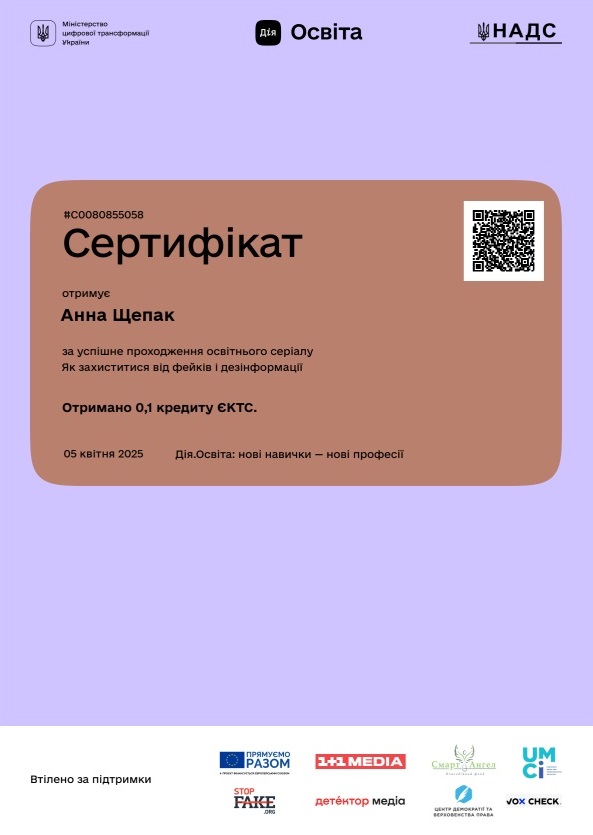 Міністерство
цифрової трансформації
України
Дія Освіта
НАДС
#C0080855058
Сертифікат
отримує
Анна Щепак
за успішне проходження освітнього серіалу
Як захиститися від фейків і дезінформації
Отримано 0,1 кредиту ЄКТС.
05 квітня 2025 Дія.Освіта: нові навички — нові професії
Втілено за підтримки
ПРЯМУЄМО
РАЗОМ
1+1 MEDIA
Смарт Ангел
UM
Ci
STOP
FAKE
.ORG
детектор медіа
ЦЕНТР ДЕМОКРАТІЇ ТА
ВЕРХОВЕНСТВА ПРАВА
VOX CHECK